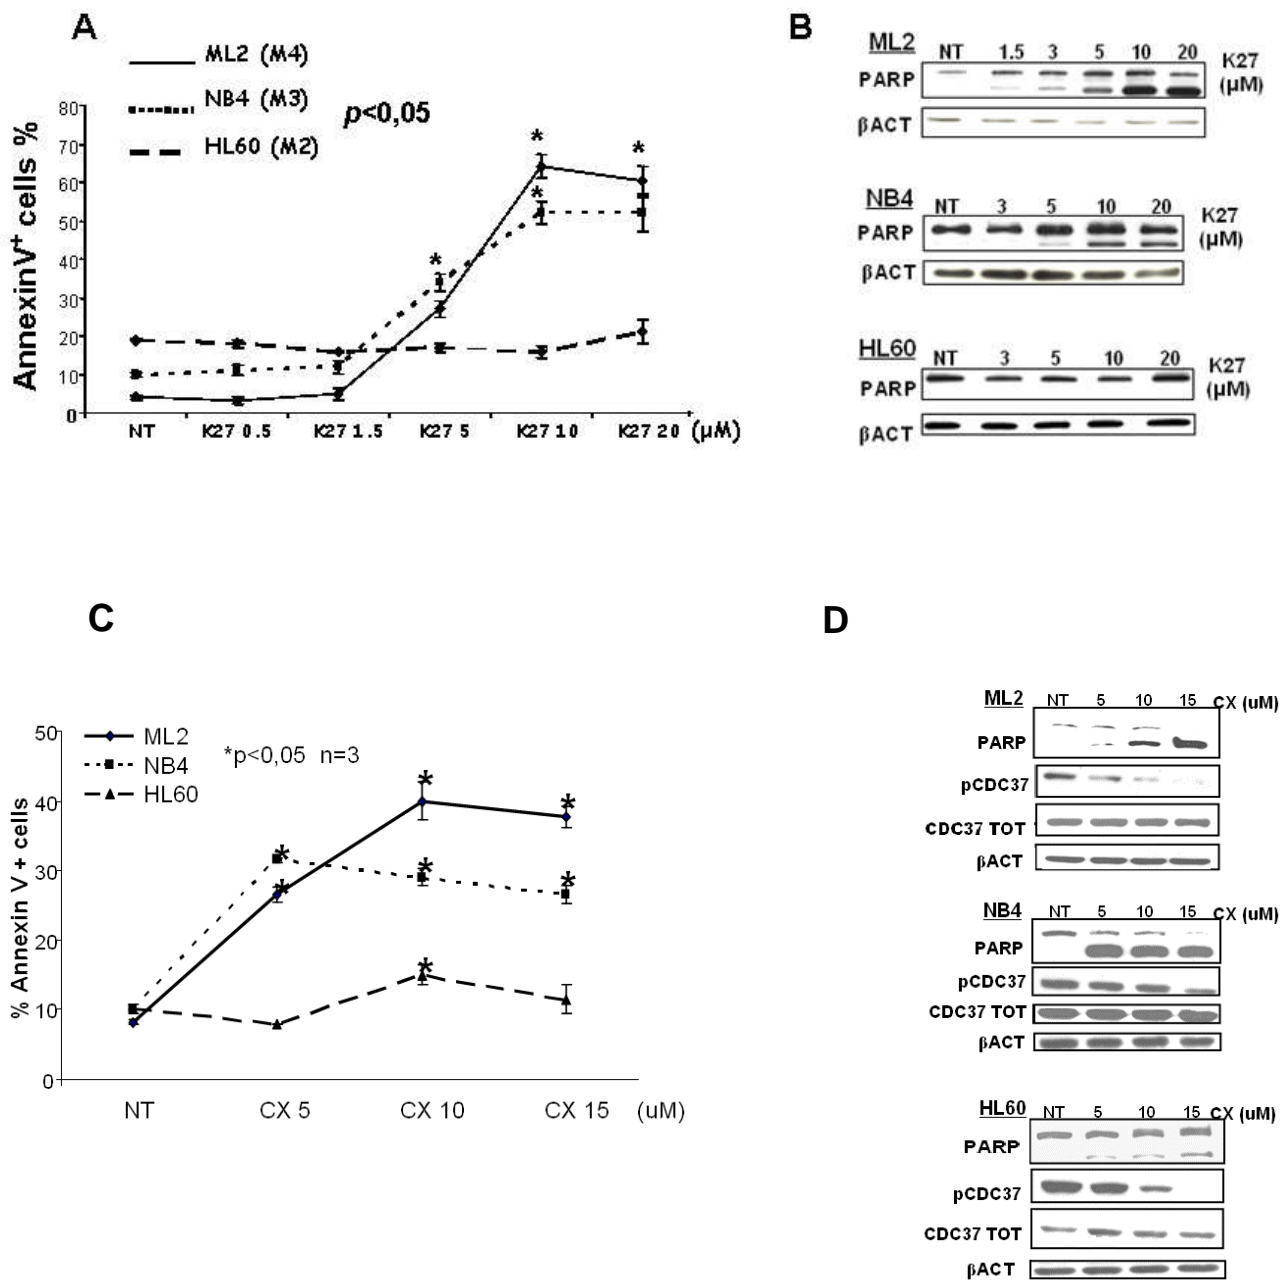 A
ML2 (M4)
NB4 (M3)
HL60 (M2)
p<0,05
AnnexinV+ cells %
80
70
60
50
40
30
20
10
0
* * * * 
NT K27 0.5 K27 1.5 K27 5 K27 10 K27 20 (µM)
B
ML2 NT 1.5 3 5 10 20 K27 (µM)
PARP
βACT
NB4 NT 3 5 10 20 K27 (µM)
PARP
βACT
HL60 NT 3 5 10 20 K27 (µM)
PARP
βACT
C
ML2
NB4
HL60
*p<0,05 n=3
% Annexin V + cells
50
40
30
20
10
0
* * * * * * *
NT CX 5 CX 10 CX 15 (uM)
D
ML2 NT 5 10 15 CX (uM)
PARP
pCDC37
CDC37 TOT
βACT
NB4 NT 5 10 15 CX (uM)
PARP
pCDC37
CDC37 TOT
βACT
HL60 NT 5 10 15 CX (uM)
PARP
pCDC37
CDC37 TOT
βACT